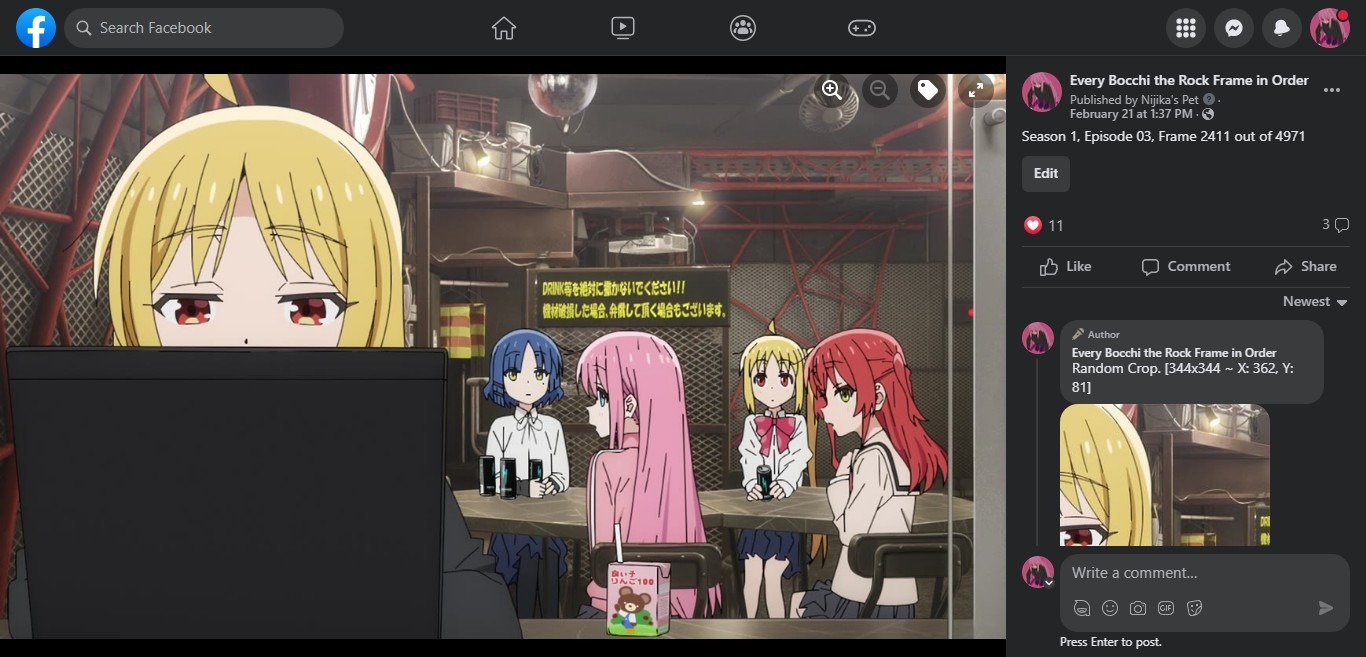 Search Facebook
DRINK等を絶対に撒かないでください!!
機材破損した場合、弁償して頂く場合もございます。
良い子
りんご100
Every Bocchi the Rock Frame in Order
Published by Nijika's Pet ·
February 21 at 1:37 PM ·
Season 1, Episode 03, Frame 2411 out of 4971
Edit
11
3
Like
Comment
Share
Newest
Author
Every Bocchi the Rock Frame in Order
Random Crop. [344x344 ~ X: 362, Y:
81]
DR
Write a comment...
GIF
Press Enter to post.